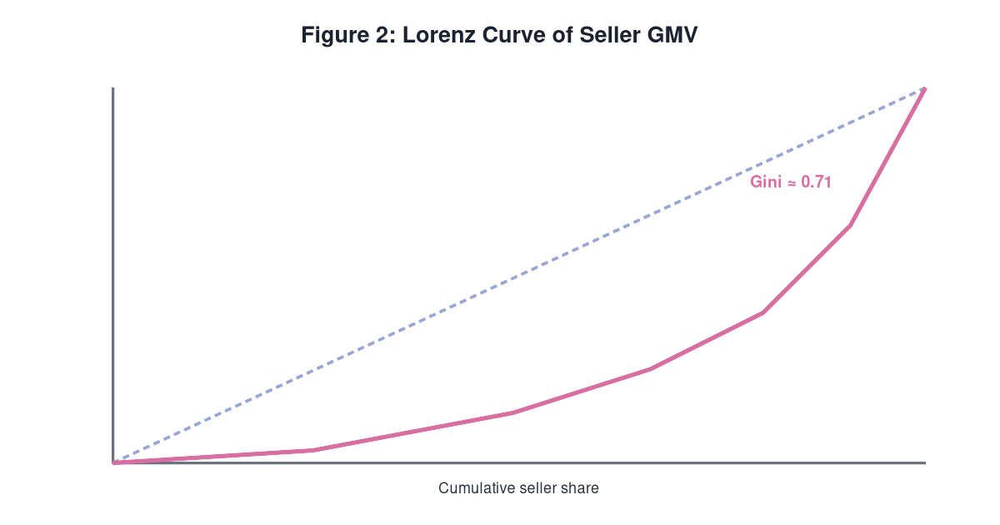 Figure 2: Lorenz Curve of Seller GMV
Gini ≈ 0.71
Cumulative seller share